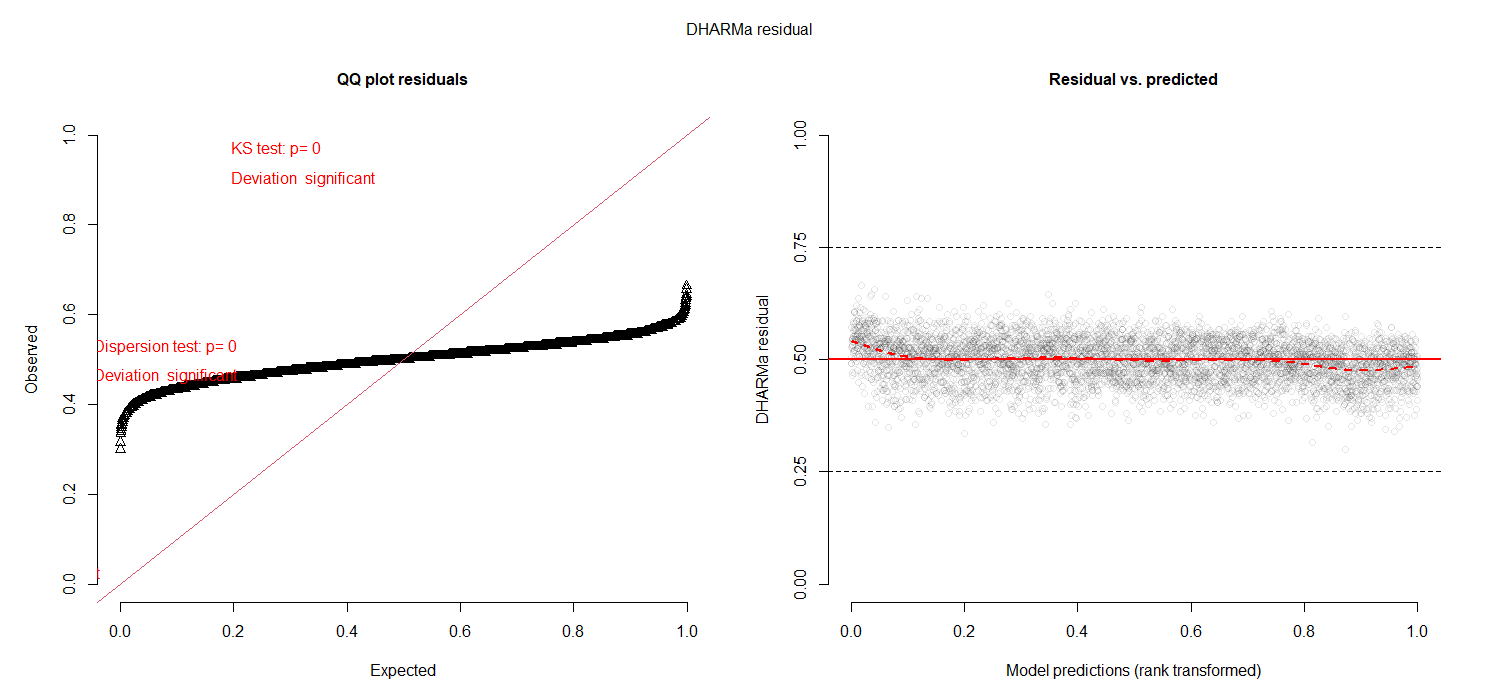 DHARMa residual
QQ plot residuals
KS test: p= 0
Deviation  significant
Dispersion test: p= 0
Deviation  significant
Observed
0.0
0.2
0.4
0.6
0.8
1.0
0.0
0.2
0.4
0.6
0.8
1.0
Expected
Residual vs. predicted
DHARMa residual
0.00
0.25
0.50
0.75
1.00
0.0
0.2
0.4
0.6
0.8
1.0
Model predictions (rank transformed)